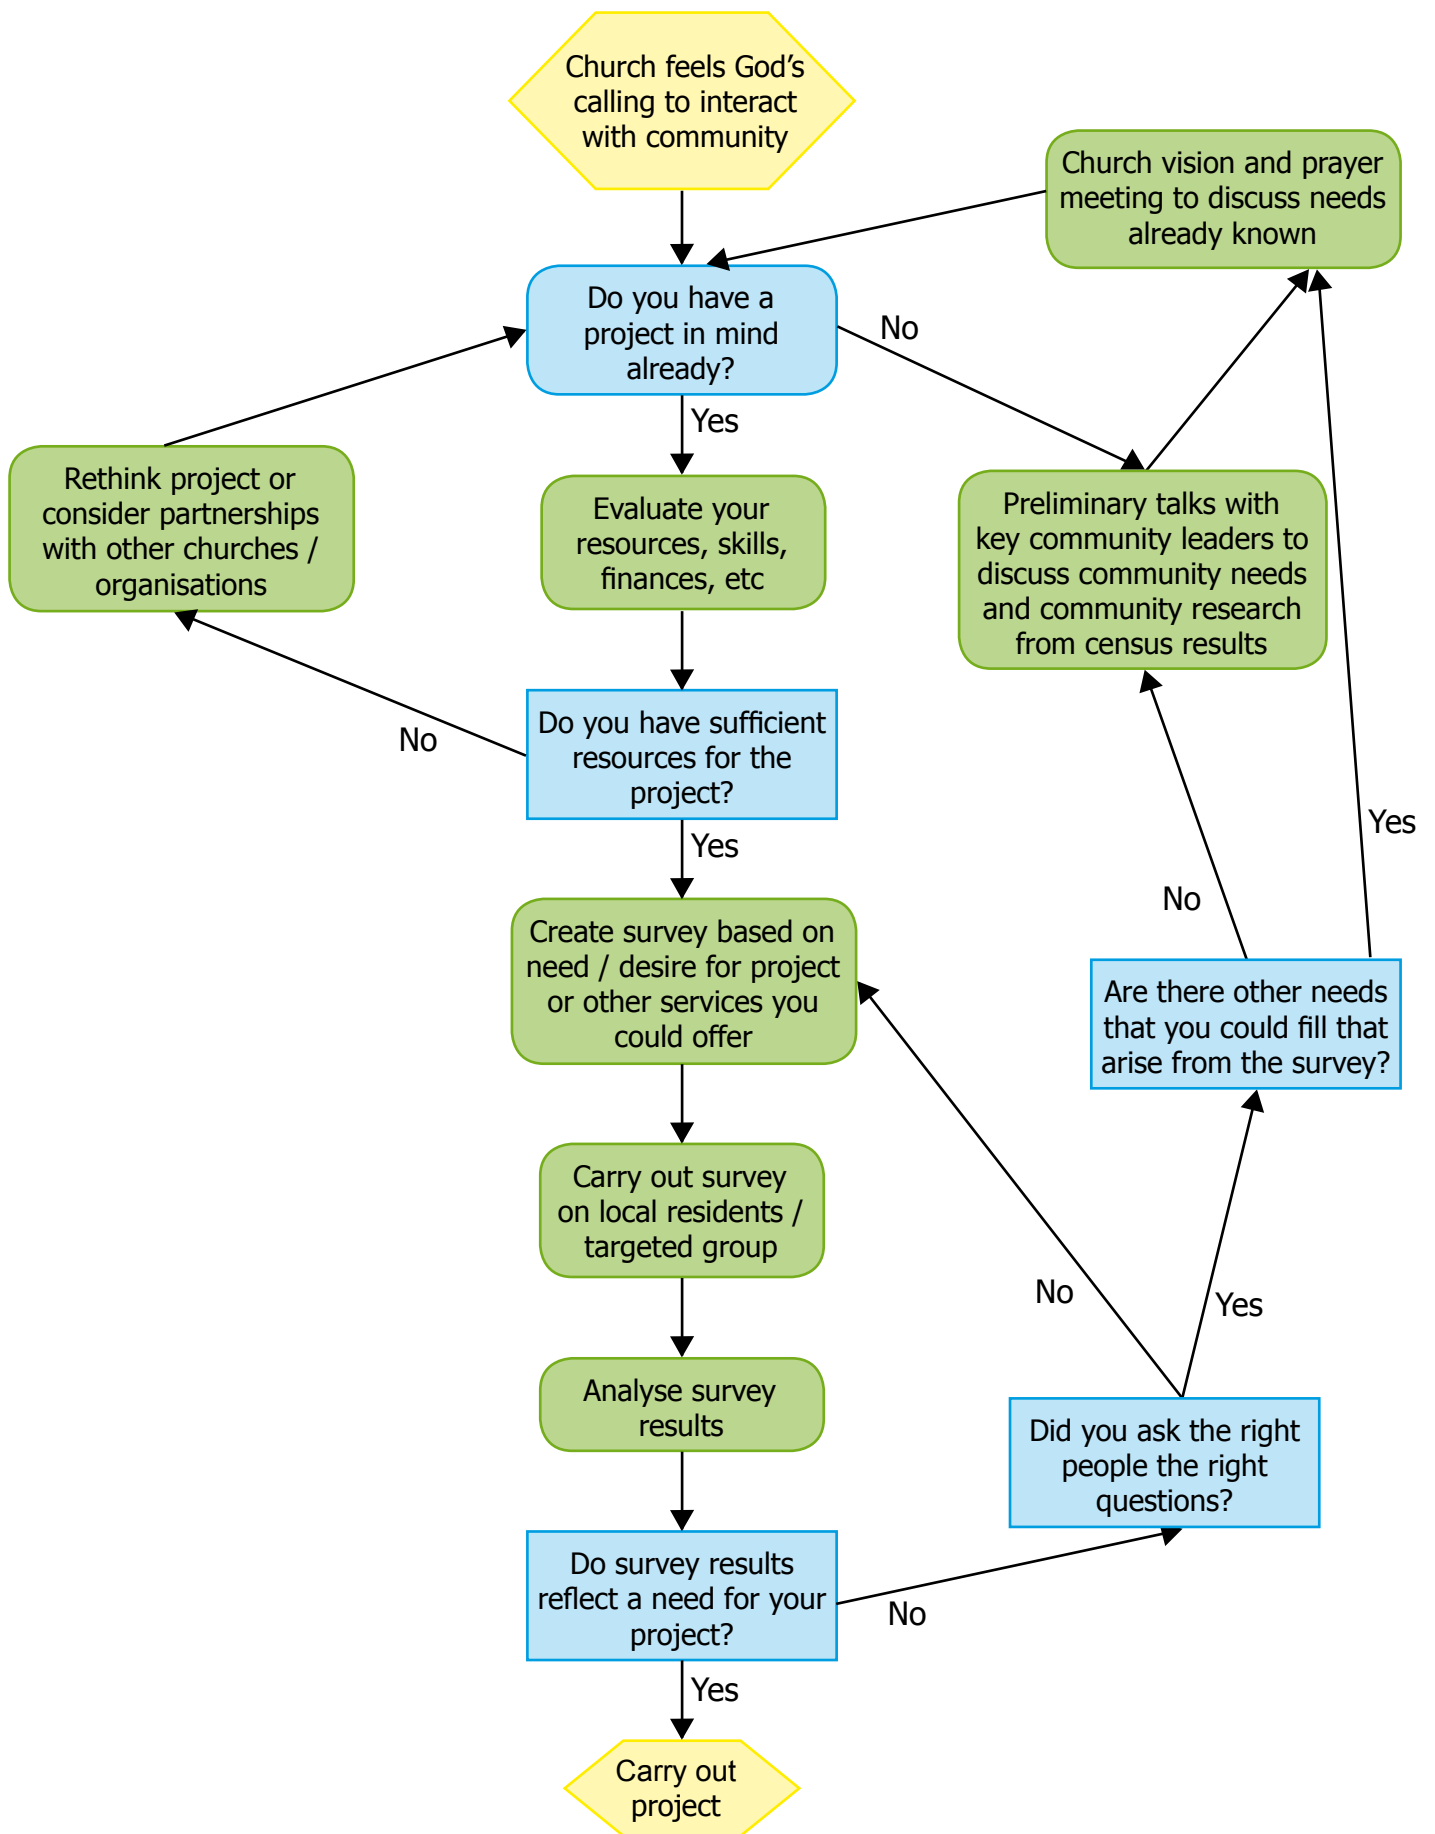 Church feels God’s
calling to interact
with community
Church vision and prayer
meeting to discuss needs
already known
Do you have a
project in mind
already?
No
Yes
Rethink project or
consider partnerships
with other churches /
organisations
Evaluate your
resources, skills,
finances, etc
Preliminary talks with
key community leaders to
discuss community needs
and community research
from census results
Do you have sufficient
resources for the
project?
No
Yes
Yes
No
Create survey based on
need / desire for project
or other services you
could offer
Are there other needs
that you could fill that
arise from the survey?
Carry out survey
on local residents /
targeted group
No
Yes
Analyse survey
results
Did you ask the right
people the right
questions?
Do survey results
reflect a need for your
project?
No
Yes
Carry out
project